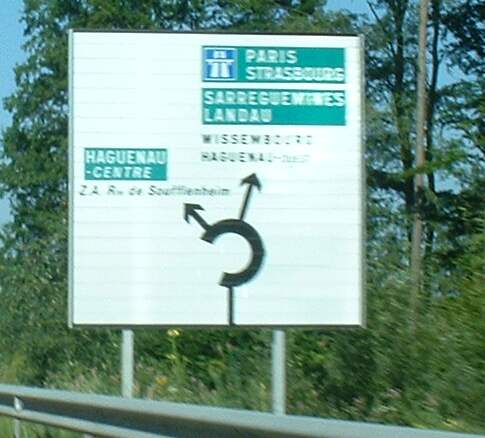 PARIS
STRASBOURG
SARREGUEMINES
LANDAU
WISSEMBOURG
HAGUENAU-OUEST
HAGUENAU
-CENTRE
Z.A. Rte de Soufflenheim